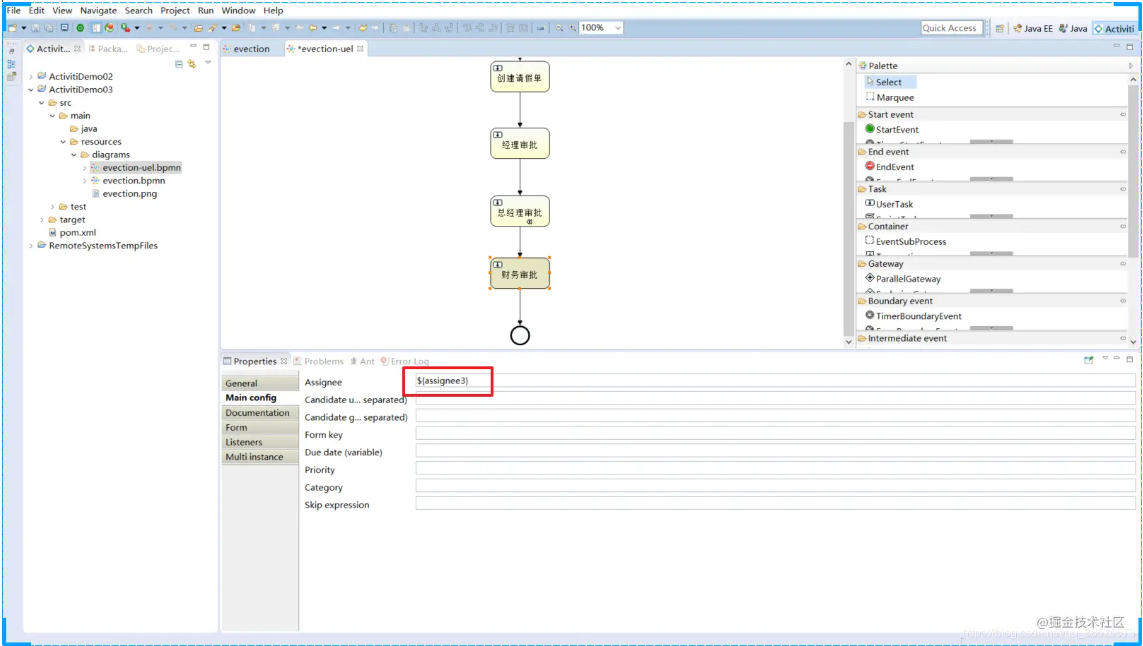 File Edit View Navigate Search Project Run Window Help
100%
Quick Access
Java EE
Java
Activiti
Activit...
Packa...
Projec...
evection
*evection-uel
ActivitiDemo02
ActivitiDemo03
src
main
java
resources
diagrams
evection-uel.bpmn
evection.bpmn
evection.png
test
target
pom.xml
RemoteSystemsTempFiles
创建请假单
经理审批
总经理审批
财务审批
Palette
Select
Marquee
Start event
StartEvent
End event
EndEvent
Task
UserTask
Container
EventSubProcess
Gateway
ParallelGateway
Boundary event
TimerBoundaryEvent
Intermediate event
Properties
Problems
Ant
Error Log
General
Main config
Documentation
Form
Listeners
Multi instance
Assignee
${assignee3}
Candidate u... separated)
Candidate g... separated)
Form key
Due date (variable)
Priority
Category
Skip expression
@掘金技术社区